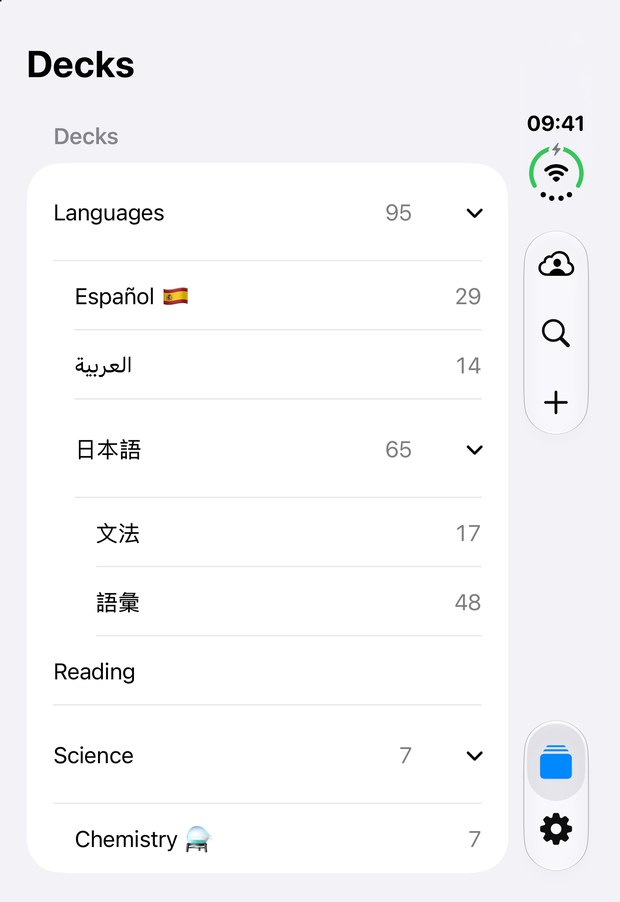 Decks
09:41
Decks
Languages 95
Español 🇪🇸 29
العربية 14
日本語 65
文法 17
語彙 48
Reading
Science 7
Chemistry 🔮 7